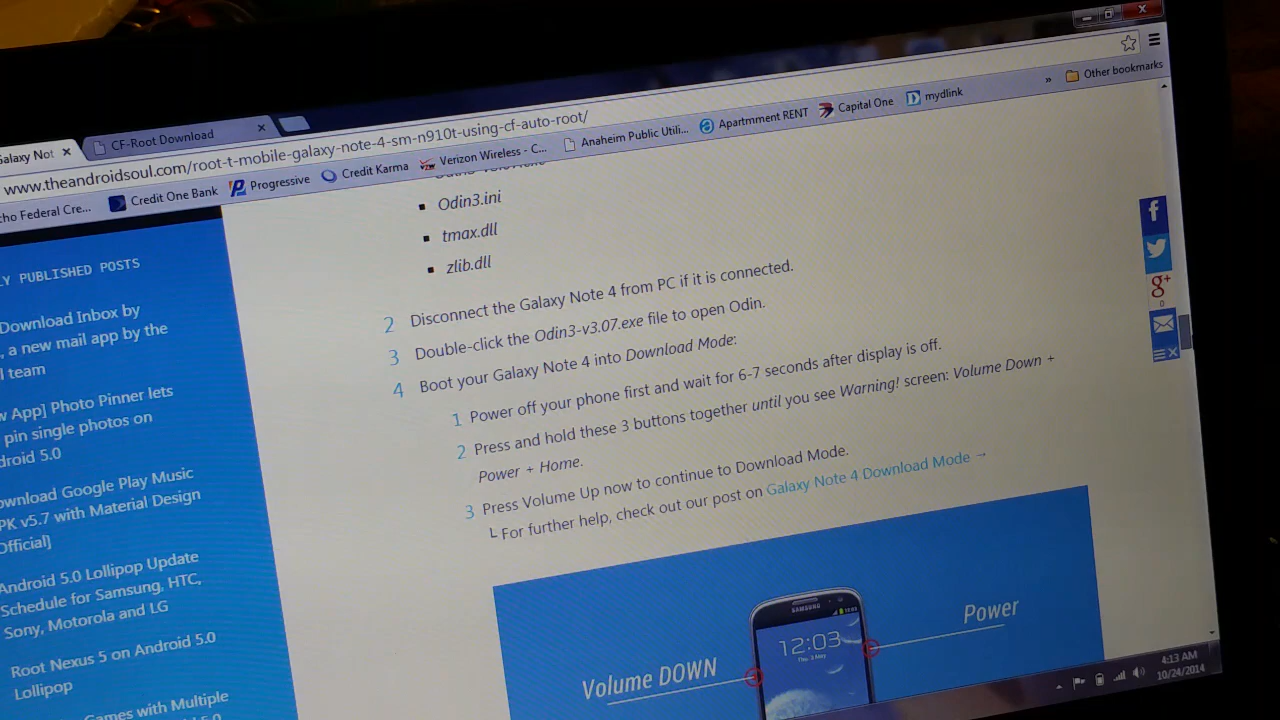 Galaxy Not
CF-Root Download
www.theandroidsoul.com/root-t-mobile-galaxy-note-4-sm-n910t-using-cf-auto-root/
Other bookmarks
cho Federal Cre...
Credit One Bank
Progressive
Credit Karma
Verizon Wireless - C...
Anaheim Public Utili...
Apartmment RENT
Capital One
mydlink
LY PUBLISHED POSTS
Download Inbox by
, a new mail app by the
l team
w App] Photo Pinner lets
pin single photos on
droid 5.0
ownload Google Play Music
PK v5.7 with Material Design
Official]
Android 5.0 Lollipop Update
Schedule for Samsung, HTC,
Sony, Motorola and LG
Root Nexus 5 on Android 5.0
Lollipop
Games with Multiple
Odin3.ini
tmax.dll
zlib.dll
2 Disconnect the Galaxy Note 4 from PC if it is connected.
3 Double-click the Odin3-v3.07.exe file to open Odin.
4 Boot your Galaxy Note 4 into Download Mode:
1 Power off your phone first and wait for 6-7 seconds after display is off.
2 Press and hold these 3 buttons together until you see Warning! screen: Volume Down +
Power + Home.
3 Press Volume Up now to continue to Download Mode.
└ For further help, check out our post on Galaxy Note 4 Download Mode →
SAMSUNG
12:03
Volume DOWN
Power
f
g+
0
4:13 AM
10/24/2014